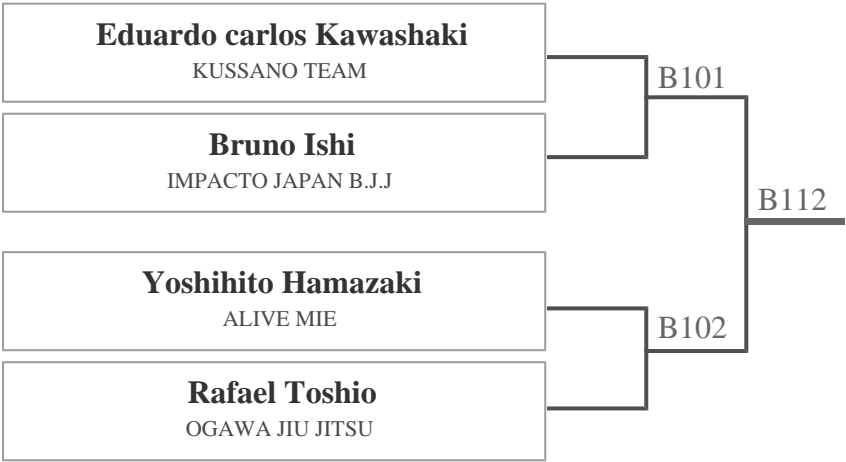 Eduardo carlos Kawashaki
KUSSANO TEAM
B101
Bruno Ishi
IMPACTO JAPAN B.J.J
B112
Yoshihito Hamazaki
ALIVE MIE
B102
Rafael Toshio
OGAWA JIU JITSU